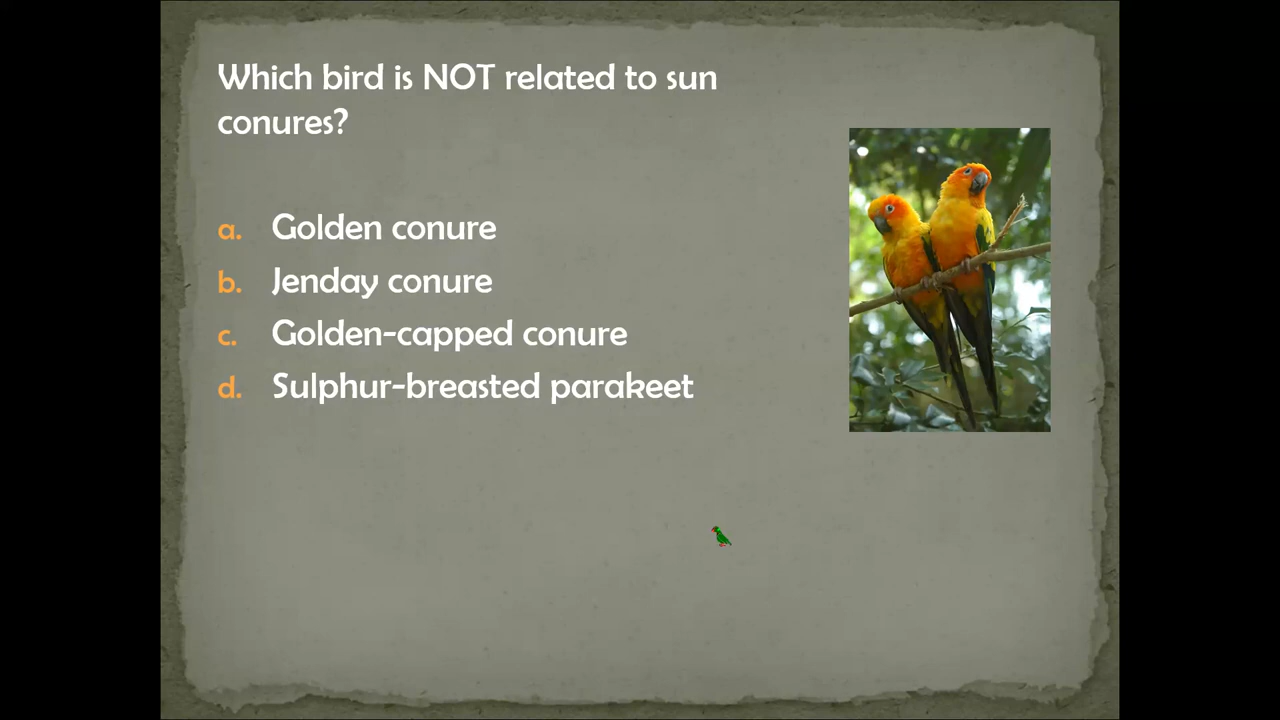 Which bird is NOT related to sun
conures?
a. Golden conure
b. Jenday conure
c. Golden-capped conure
d. Sulphur-breasted parakeet